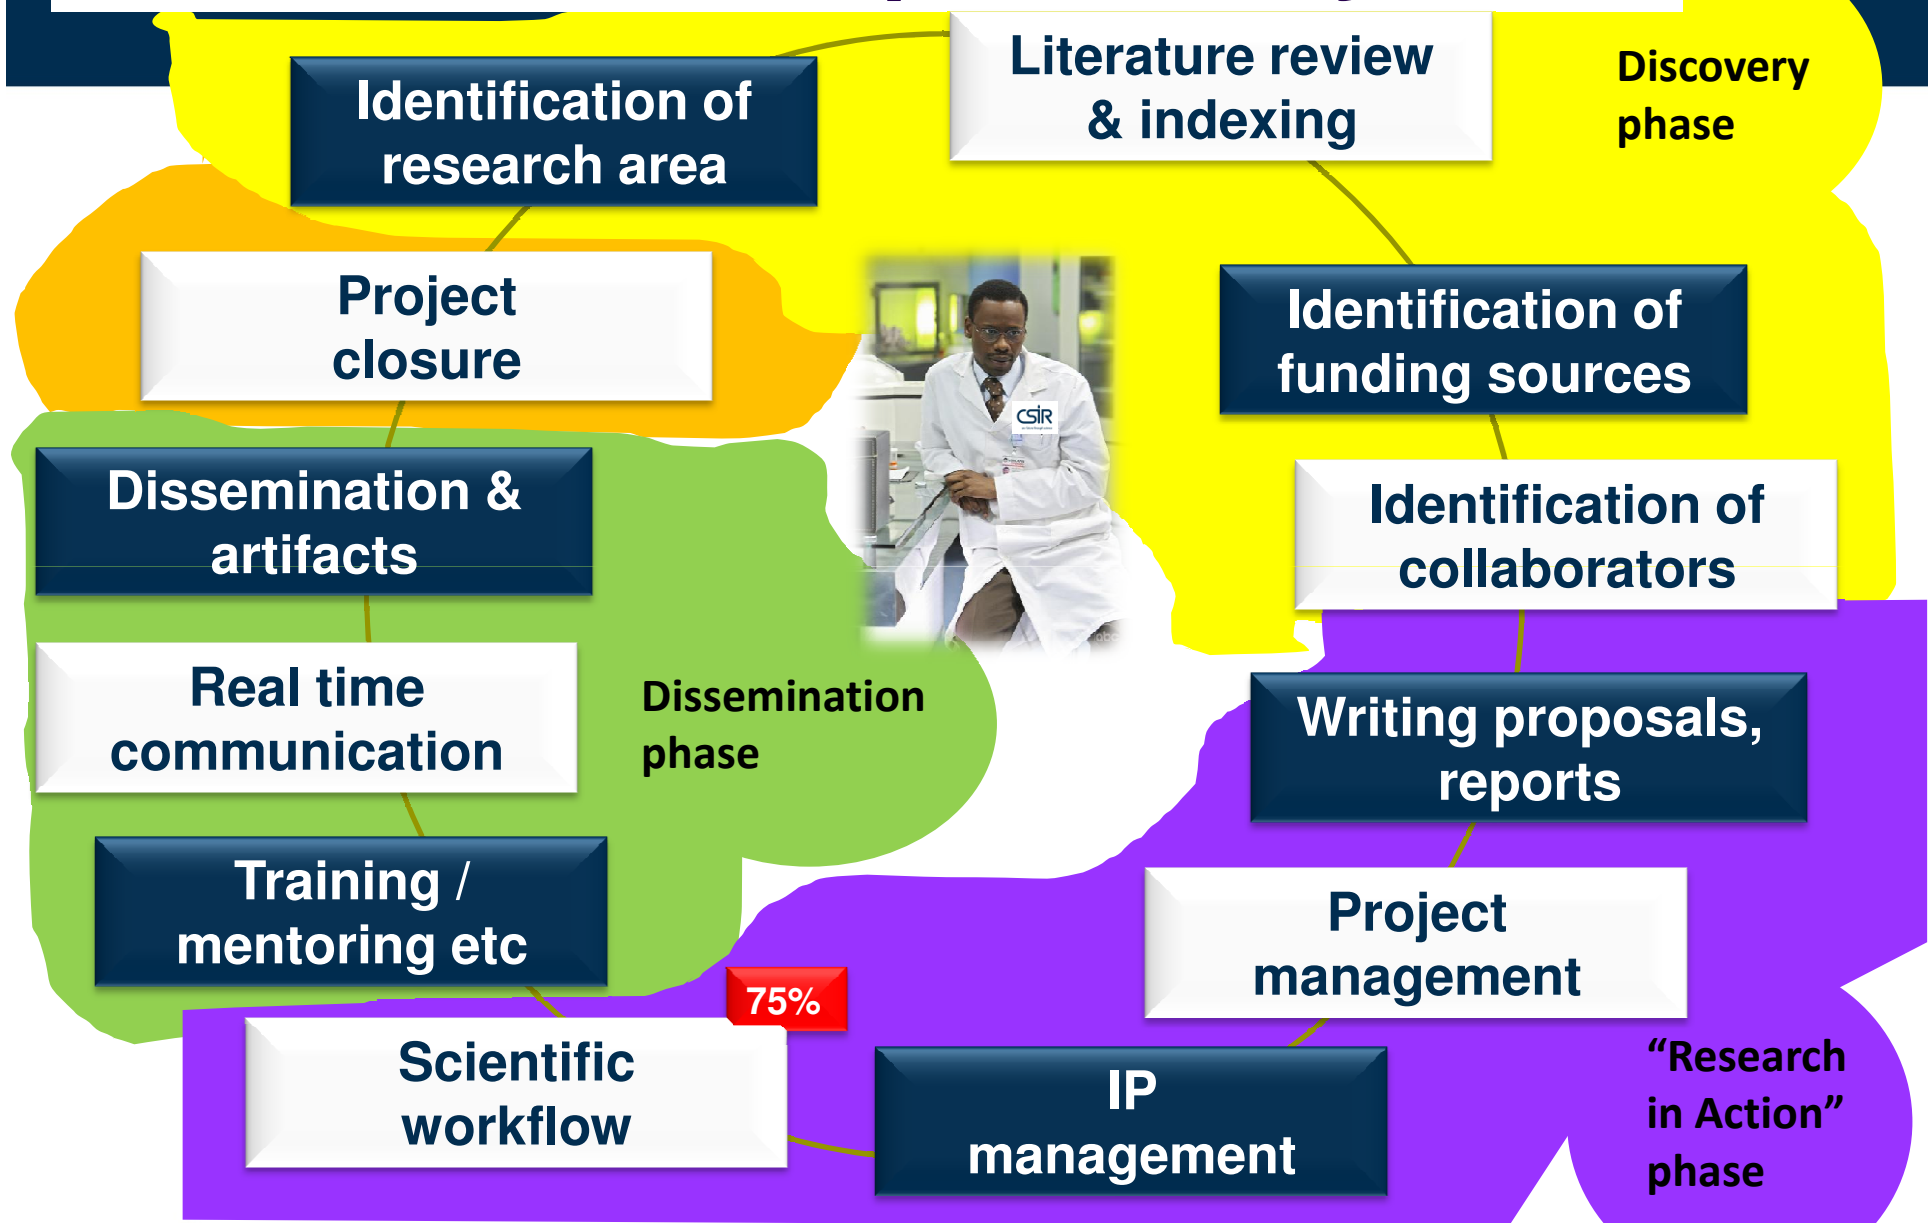 Literature review
& indexing
Discovery
phase
Identification of
research area
Project
closure
Identification of
funding sources
CSIR
Dissemination &
artifacts
Identification of
collaborators
Real time
communication
Dissemination
phase
Writing proposals,
reports
Training /
mentoring etc
Project
management
75%
Scientific
workflow
IP
management
“Research
in Action”
phase